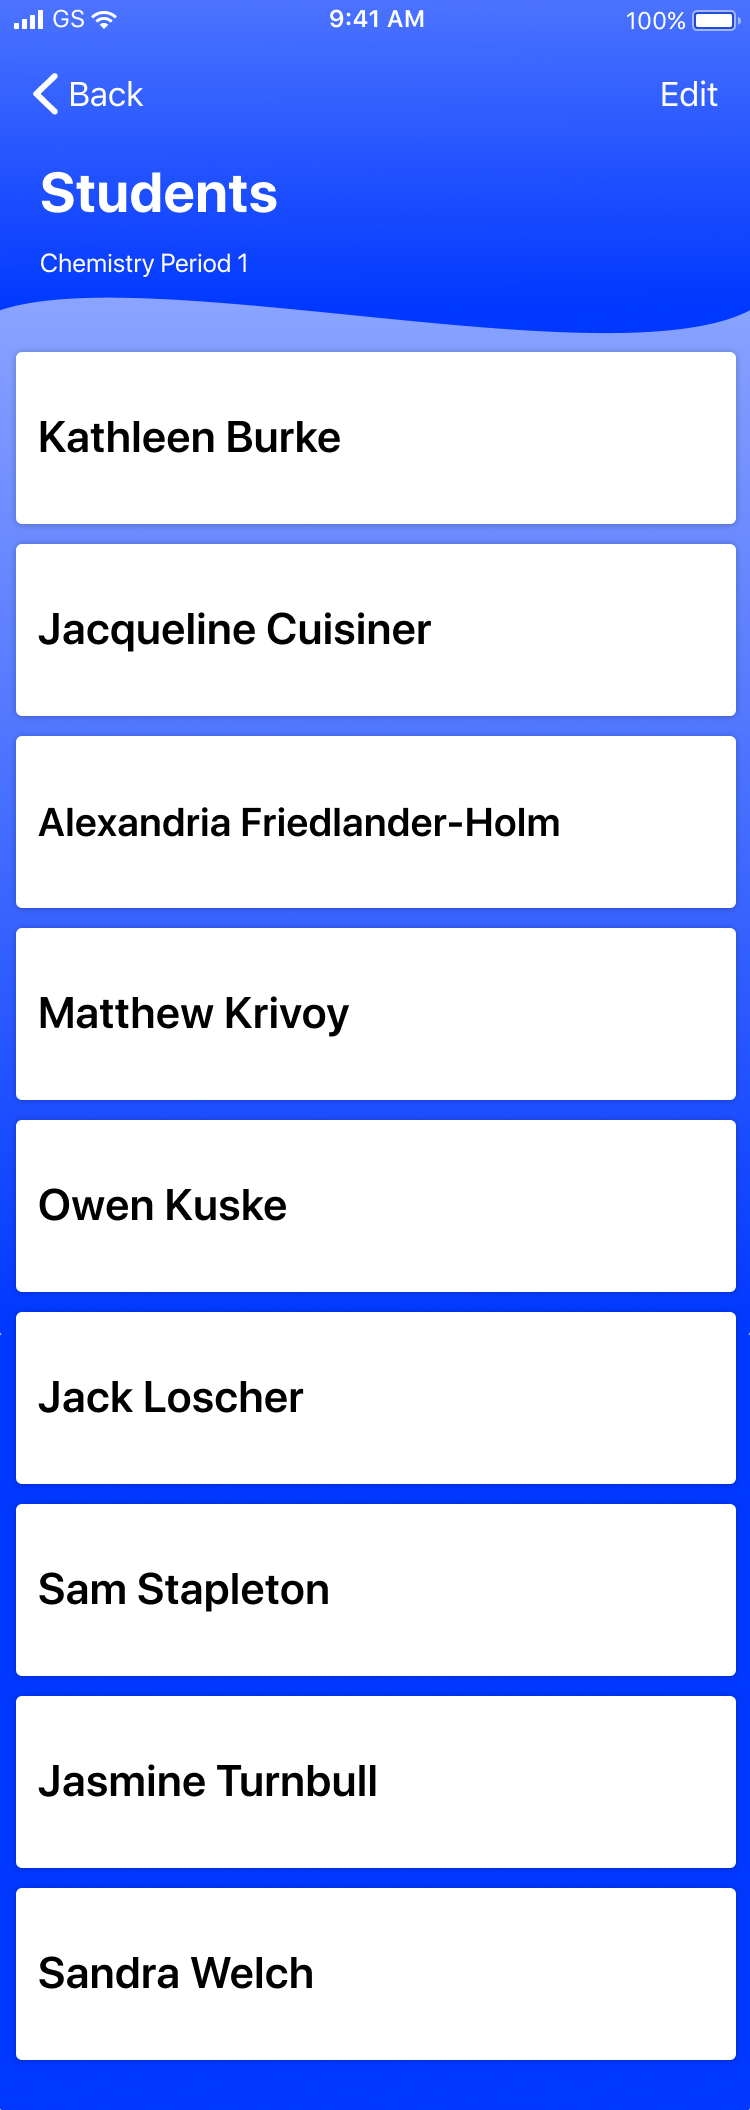 GS 9:41 AM 100%
Back Edit
Students
Chemistry Period 1
Kathleen Burke
Jacqueline Cuisiner
Alexandria Friedlander-Holm
Matthew Krivoy
Owen Kuske
Jack Loscher
Sam Stapleton
Jasmine Turnbull
Sandra Welch